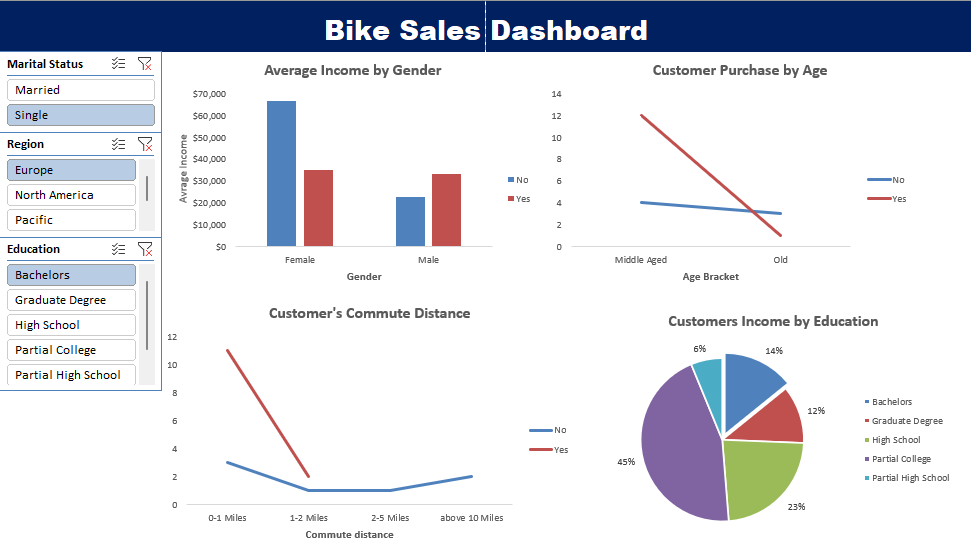 Bike Sales Dashboard
Marital Status
Married
Single
Region
Europe
North America
Pacific
Education
Bachelors
Graduate Degree
High School
Partial College
Partial High School
Average Income by Gender
Avrage Income
$70,000
$60,000
$50,000
$40,000
$30,000
$20,000
$10,000
$0
Female
Male
Gender
No
Yes
Customer Purchase by Age
14
12
10
8
6
4
2
0
Middle Aged
Old
Age Bracket
No
Yes
Customer's Commute Distance
12
10
8
6
4
2
0
0-1 Miles
1-2 Miles
2-5 Miles
above 10 Miles
Commute distance
No
Yes
Customers Income by Education
6%
14%
12%
45%
23%
Bachelors
Graduate Degree
High School
Partial College
Partial High School